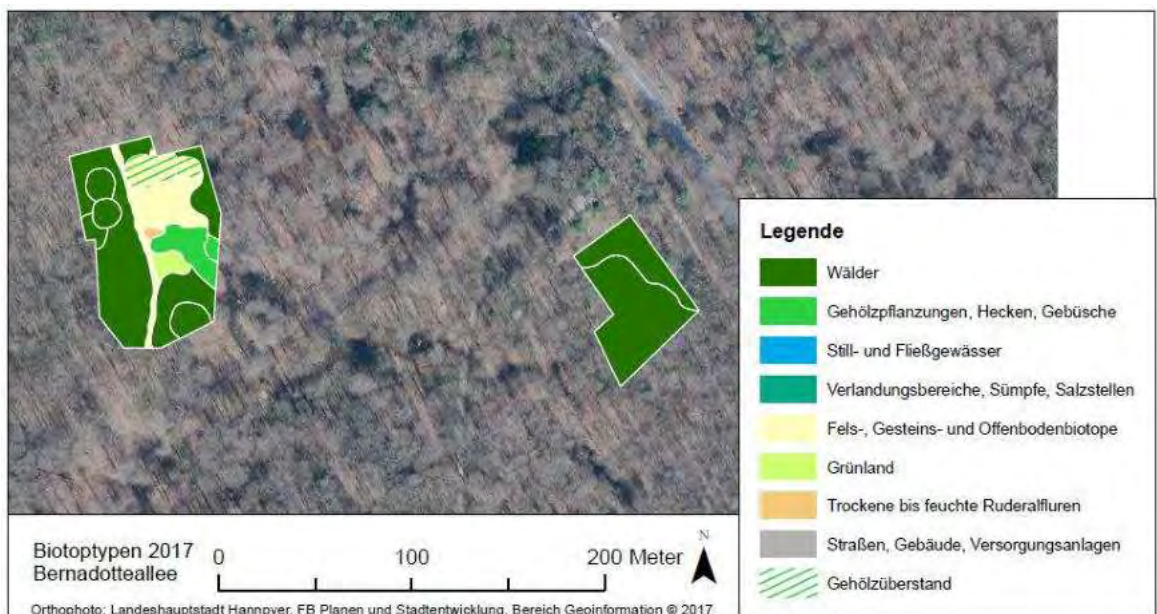 Legende
Wälder
Gehölzpflanzungen, Hecken, Gebüsche
Still- und Fließgewässer
Verlandungsbereiche, Sümpfe, Salzstellen
Fels-, Gesteins- und Offenbodenbiotope
Grünland
Trockene bis feuchte Ruderalfluren
Straßen, Gebäude, Versorgungsanlagen
Gehölzüberstand
Biotoptypen 2017
Bernadotteallee
0 100 200 Meter
N
Orthophoto: Landeshauptstadt Hannover, FB Planen und Stadtentwicklung, Bereich Geoinformation © 2017